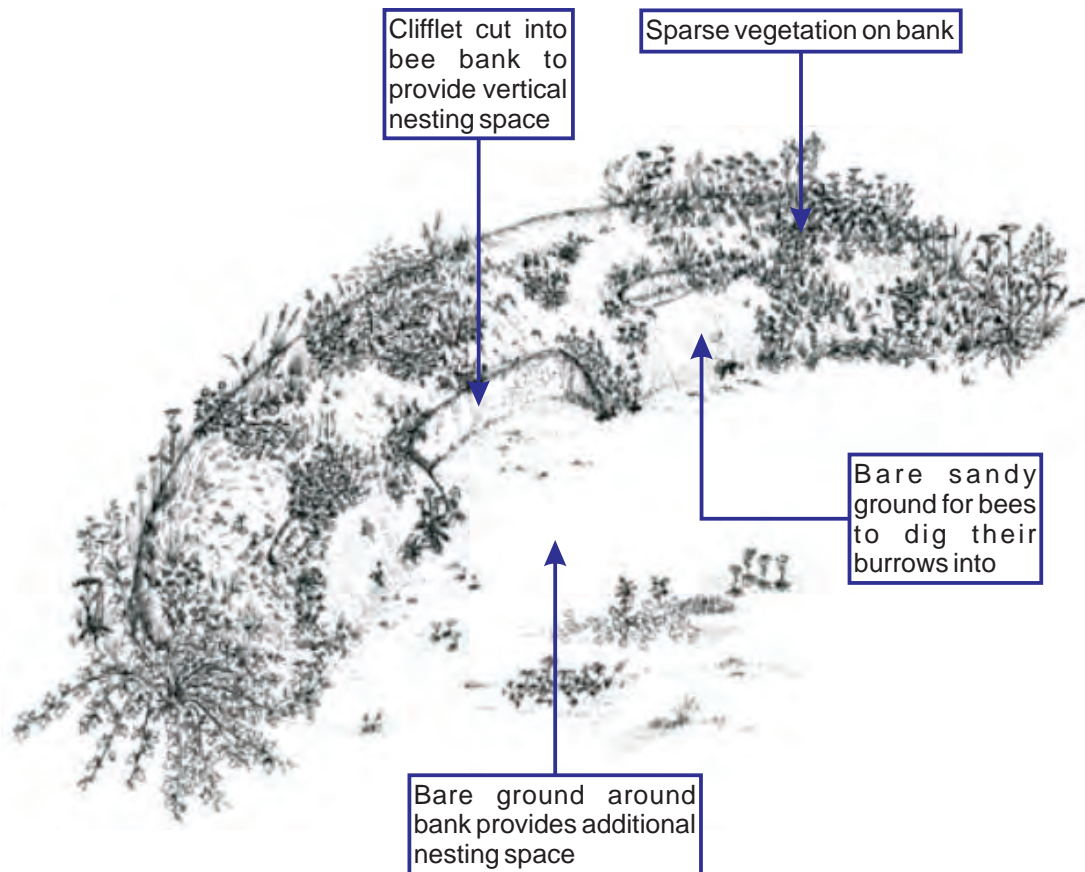 Clifflet cut into
bee bank to
provide vertical
nesting space
Sparse vegetation on bank
Bare sandy
ground for bees
to dig their
burrows into
Bare ground around
bank provides additional
nesting space